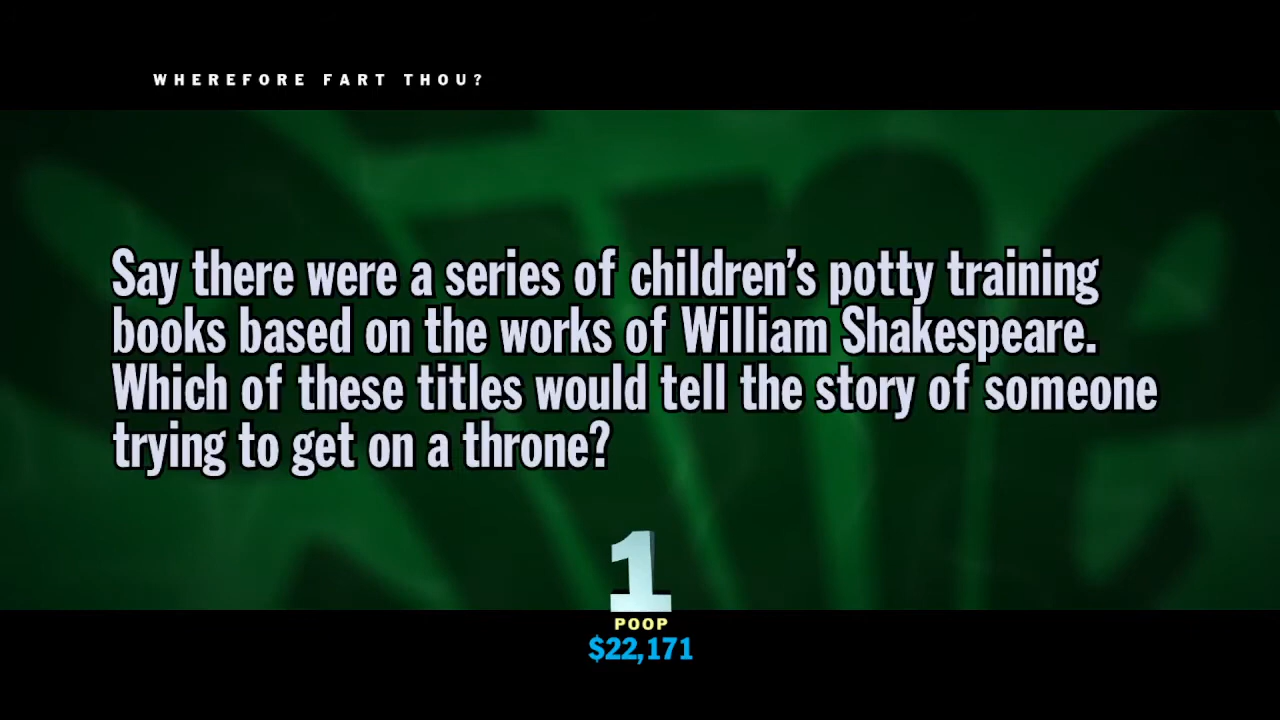 WHEREFORE FART THOU?
Say there were a series of children’s potty training
books based on the works of William Shakespeare.
Which of these titles would tell the story of someone
trying to get on a throne?
1
POOP
$22,171